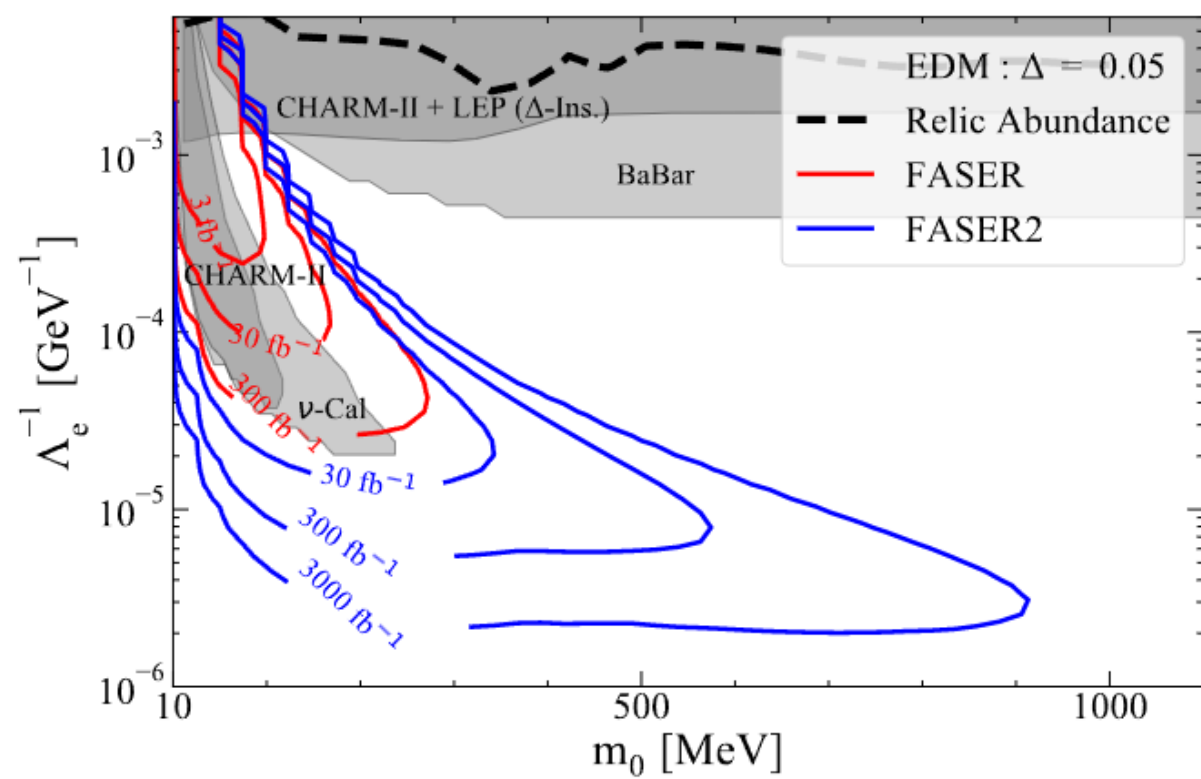 EDM : Δ = 0.05
Relic Abundance
FASER
FASER2
CHARM-II + LEP (Δ-Ins.)
BaBar
3 fb⁻¹
CHARM-II
30 fb⁻¹
300 fb⁻¹
ν-Cal
30 fb⁻¹
300 fb⁻¹
3000 fb⁻¹
10⁻³
10⁻⁴
10⁻⁵
10⁻⁶
Λₑ⁻¹ [GeV⁻¹]
10 500 1000
m₀ [MeV]